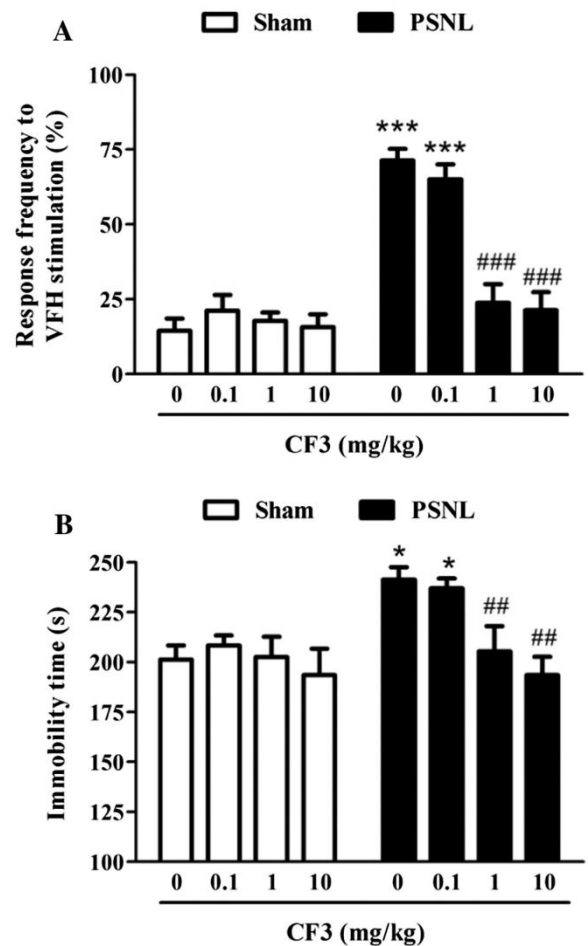 A
Sham PSNL
Response frequency to
VFH stimulation (%)
100
75
50
25
0
*** *** ### ###
0 0.1 1 10 0 0.1 1 10
CF3 (mg/kg)
B
Sham PSNL
Immobility time (s)
250
225
200
175
150
125
100
* * ## ##
0 0.1 1 10 0 0.1 1 10
CF3 (mg/kg)